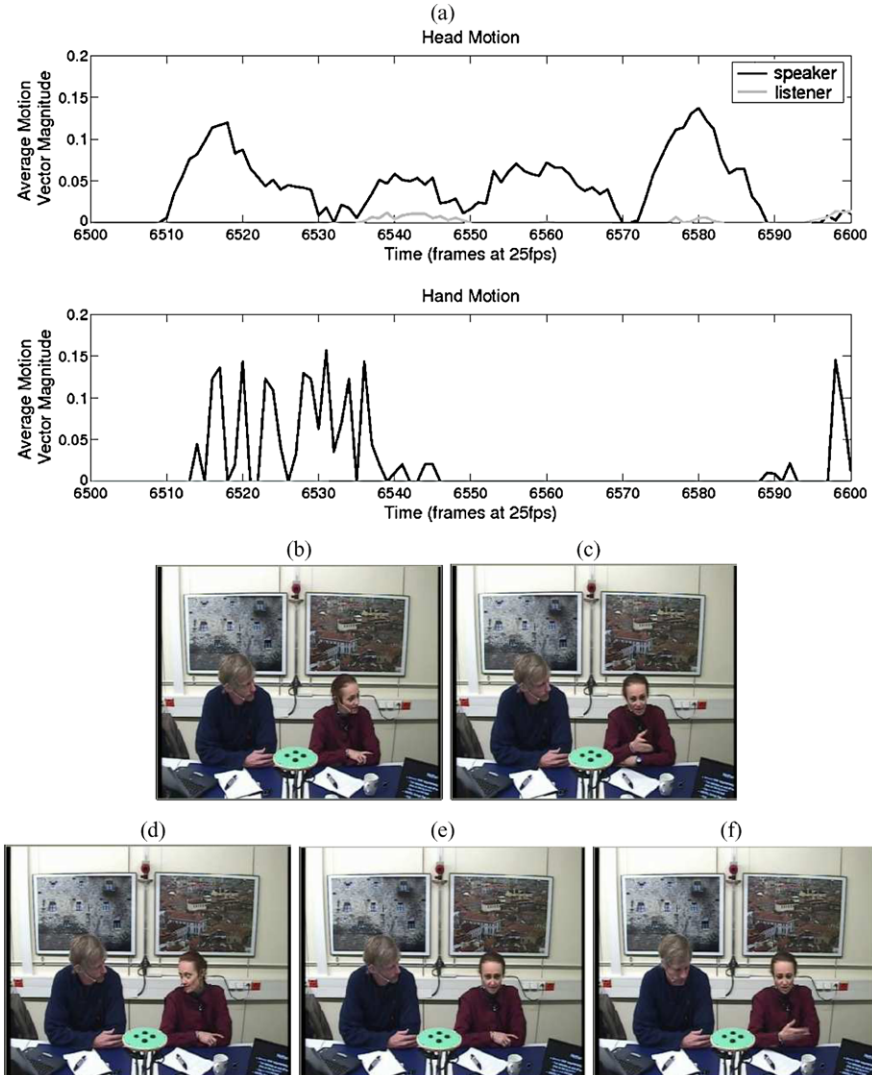 (a)
Head Motion
Average Motion
Vector Magnitude
0.2
0.15
0.1
0.05
0
speaker
listener
6500 6510 6520 6530 6540 6550 6560 6570 6580 6590 6600
Time (frames at 25fps)
Hand Motion
Average Motion
Vector Magnitude
0.2
0.15
0.1
0.05
0
6500 6510 6520 6530 6540 6550 6560 6570 6580 6590 6600
Time (frames at 25fps)
(b) (c)
(d) (e) (f)